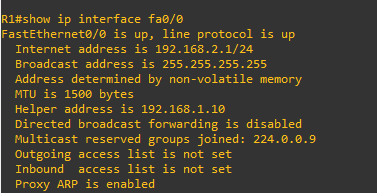 R1#show ip interface fa0/0
FastEthernet0/0 is up, line protocol is up
  Internet address is 192.168.2.1/24
  Broadcast address is 255.255.255.255
  Address determined by non-volatile memory
  MTU is 1500 bytes
  Helper address is 192.168.1.10
  Directed broadcast forwarding is disabled
  Multicast reserved groups joined: 224.0.0.9
  Outgoing access list is not set
  Inbound  access list is not set
  Proxy ARP is enabled